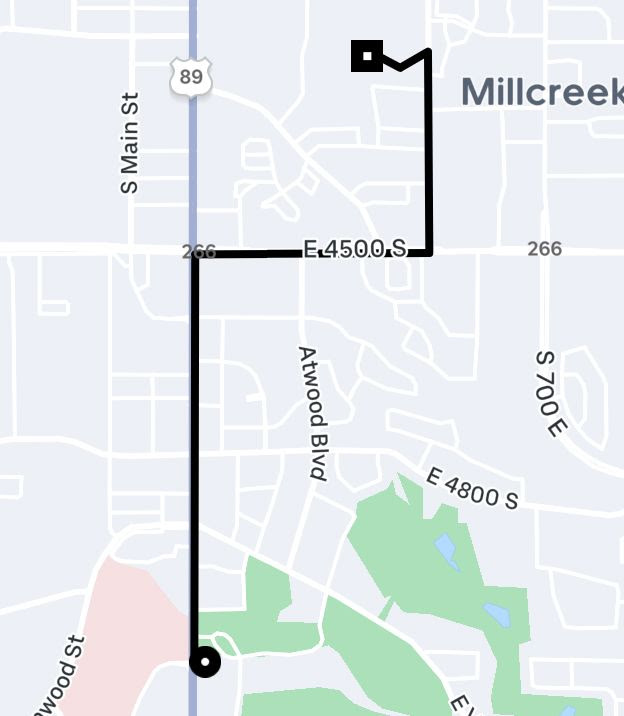 89
Millcreek
S Main St
266
E 4500 S
266
Atwood Blvd
S 700 E
E 4800 S
wood St
E V